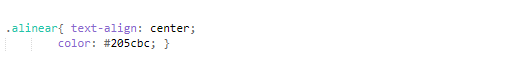 .alinear{ text-align: center;
color: #205cbc; }